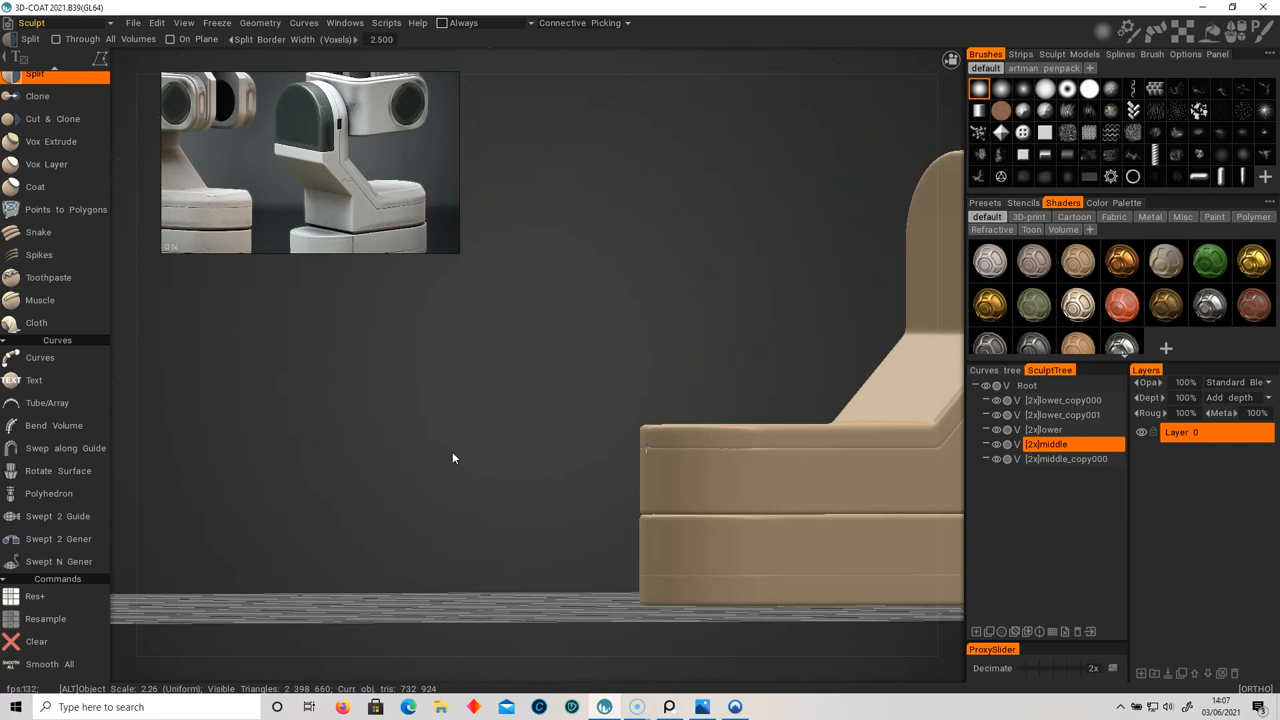 3D-COAT 2021.B39(GL64)
Sculpt File Edit View Freeze Geometry Curves Windows Scripts Help Always Connective Picking
Split Through All Volumes On Plane Split Border Width (Voxels) 2.500
Split
Clone
Cut & Clone
Vox Extrude
Vox Layer
Coat
Points to Polygons
Snake
Spikes
Toothpaste
Muscle
Cloth
Curves
Curves
TEXT Text
Tube/Array
Bend Volume
Swep along Guide
Rotate Surface
Polyhedron
Swept 2 Guide
Swept 2 Gener
Swept N Gener
Commands
Res+
Resample
Clear
SMOOTH ALL Smooth All
Brushes Strips Sculpt Models Splines Brush Options Panel
default artman penpack +
Presets Stencils Shaders Color Palette
default 3D-print Cartoon Fabric Metal Misc Paint Polymer
Refractive Toon Volume +
Curves tree SculptTree
Root
V [2x]lower_copy000
V [2x]lower_copy001
V [2x]lower
V [2x]middle
V [2x]middle_copy000
Layers
Opa 100% Standard Ble
Dept 100% Add depth
Roug 100% Meta 100%
Layer 0
ProxySlider
Decimate 2x
fps:132; [ALT]Object Scale: 2.26 (Uniform); Visible Triangles: 2 398 660; Curr. obj. tris: 732 924 [ORTHO]
Type here to search
14:07
03/06/2021